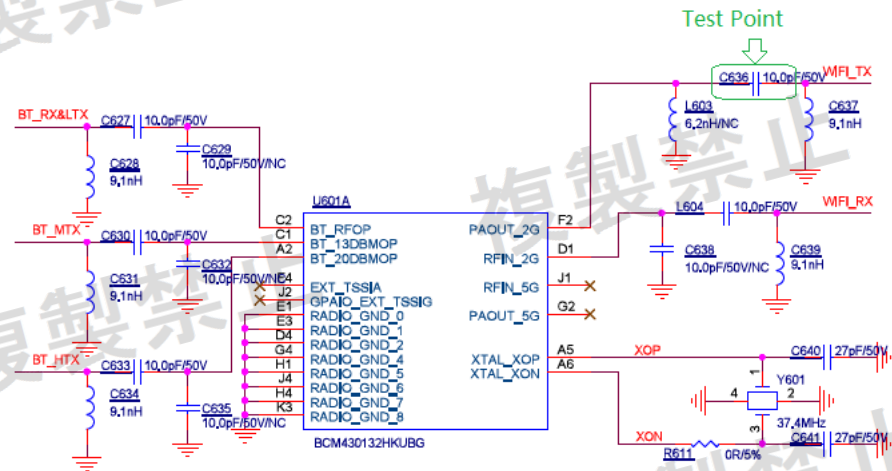 Test Point
C636 10.0pF/50V WIFI_TX
L603
6.2nH/NC
C637
9.1nH
BT_RX&LTX C627 10.0pF/50V
C628
9.1nH
C629
10.0pF/50V/NC
U601A
L604 10.0pF/50V WIFI_RX
C638
10.0pF/50V/NC
C639
9.1nH
BT_MTX C630 10.0pF/50V
C631
9.1nH
C632
10.0pF/50V/NC
BT_HTX C633 10.0pF/50V
C634
9.1nH
C635
10.0pF/50V/NC
C2 BT_RFOP PAOUT_2G F2
C1 BT_13DBMOP
A2 BT_20DBMOP RFIN_2G D1
F4 EXT_TSSIA RFIN_5G J1
J2 GPAIO_EXT_TSSIG
E1 RADIO_GND_0 PAOUT_5G G2
E3 RADIO_GND_1
D4 RADIO_GND_2
G4 RADIO_GND_4 XTAL_XOP A5 XOP
H1 RADIO_GND_5 XTAL_XON A6
J4 RADIO_GND_6
H4 RADIO_GND_7
K3 RADIO_GND_8
BCM430132HKUBG
C640 27pF/50V
1 Y601
4 2
3 37.4MHz
XON R611 0R/5% C641 27pF/50V
複製禁止
複製禁止